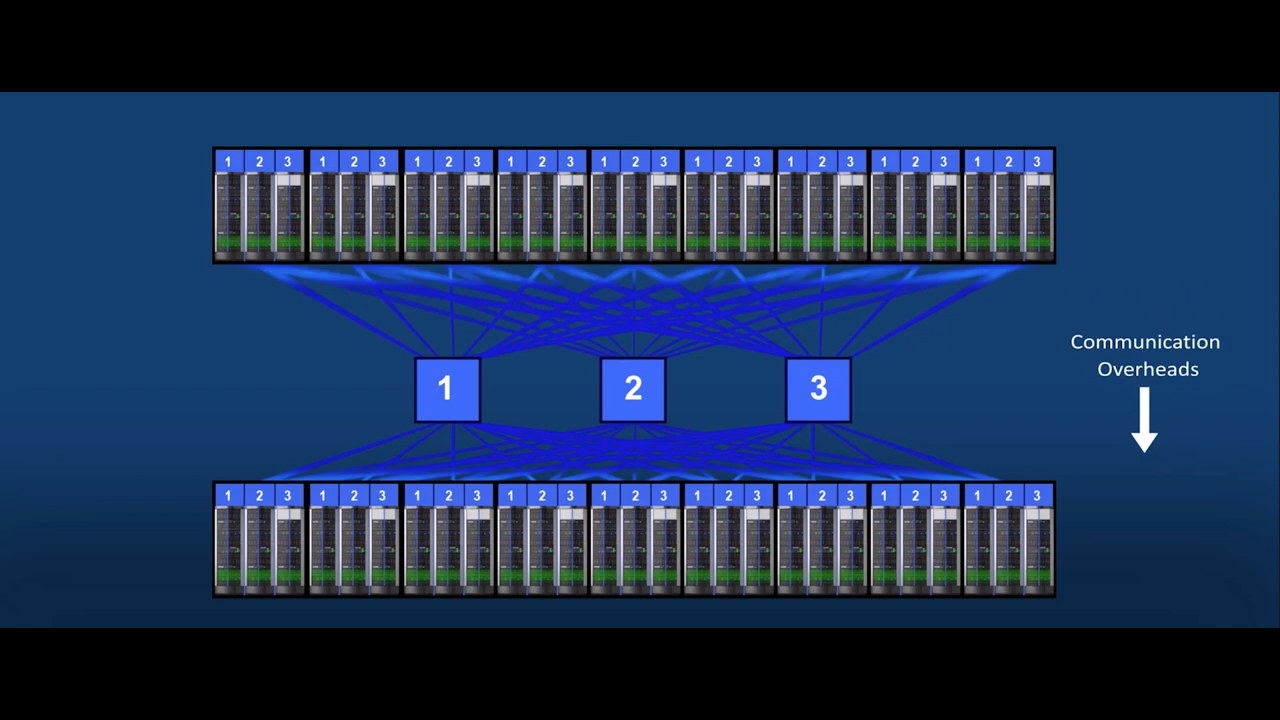 1 2 3 1 2 3 1 2 3 1 2 3 1 2 3 1 2 3 1 2 3 1 2 3 1 2 3
Communication
Overheads
1 2 3
1 2 3 1 2 3 1 2 3 1 2 3 1 2 3 1 2 3 1 2 3 1 2 3 1 2 3